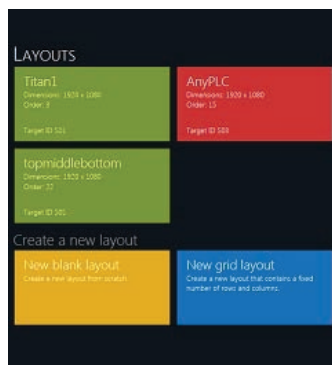 LAYOUTS
Titan1
Dimensions: 1920 x 1080
Order: 9
Target ID 501
AnyPLC
Dimensions: 1920 x 1080
Order: 15
Target ID 503
topmiddlebottom
Dimensions: 1920 x 1080
Order: 22
Target ID 501
Create a new layout
New blank layout
Create a new layout from scratch.
New grid layout
Create a new layout that contains a fixed
number of rows and columns.